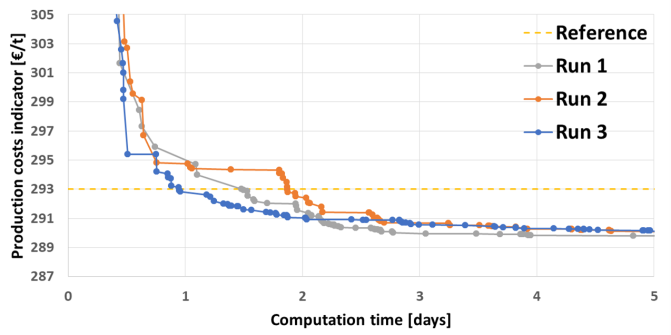 Production costs indicator [€/t]
305
303
301
299
297
295
293
291
289
287
0
1
2
3
4
5
Computation time [days]
Reference
Run 1
Run 2
Run 3